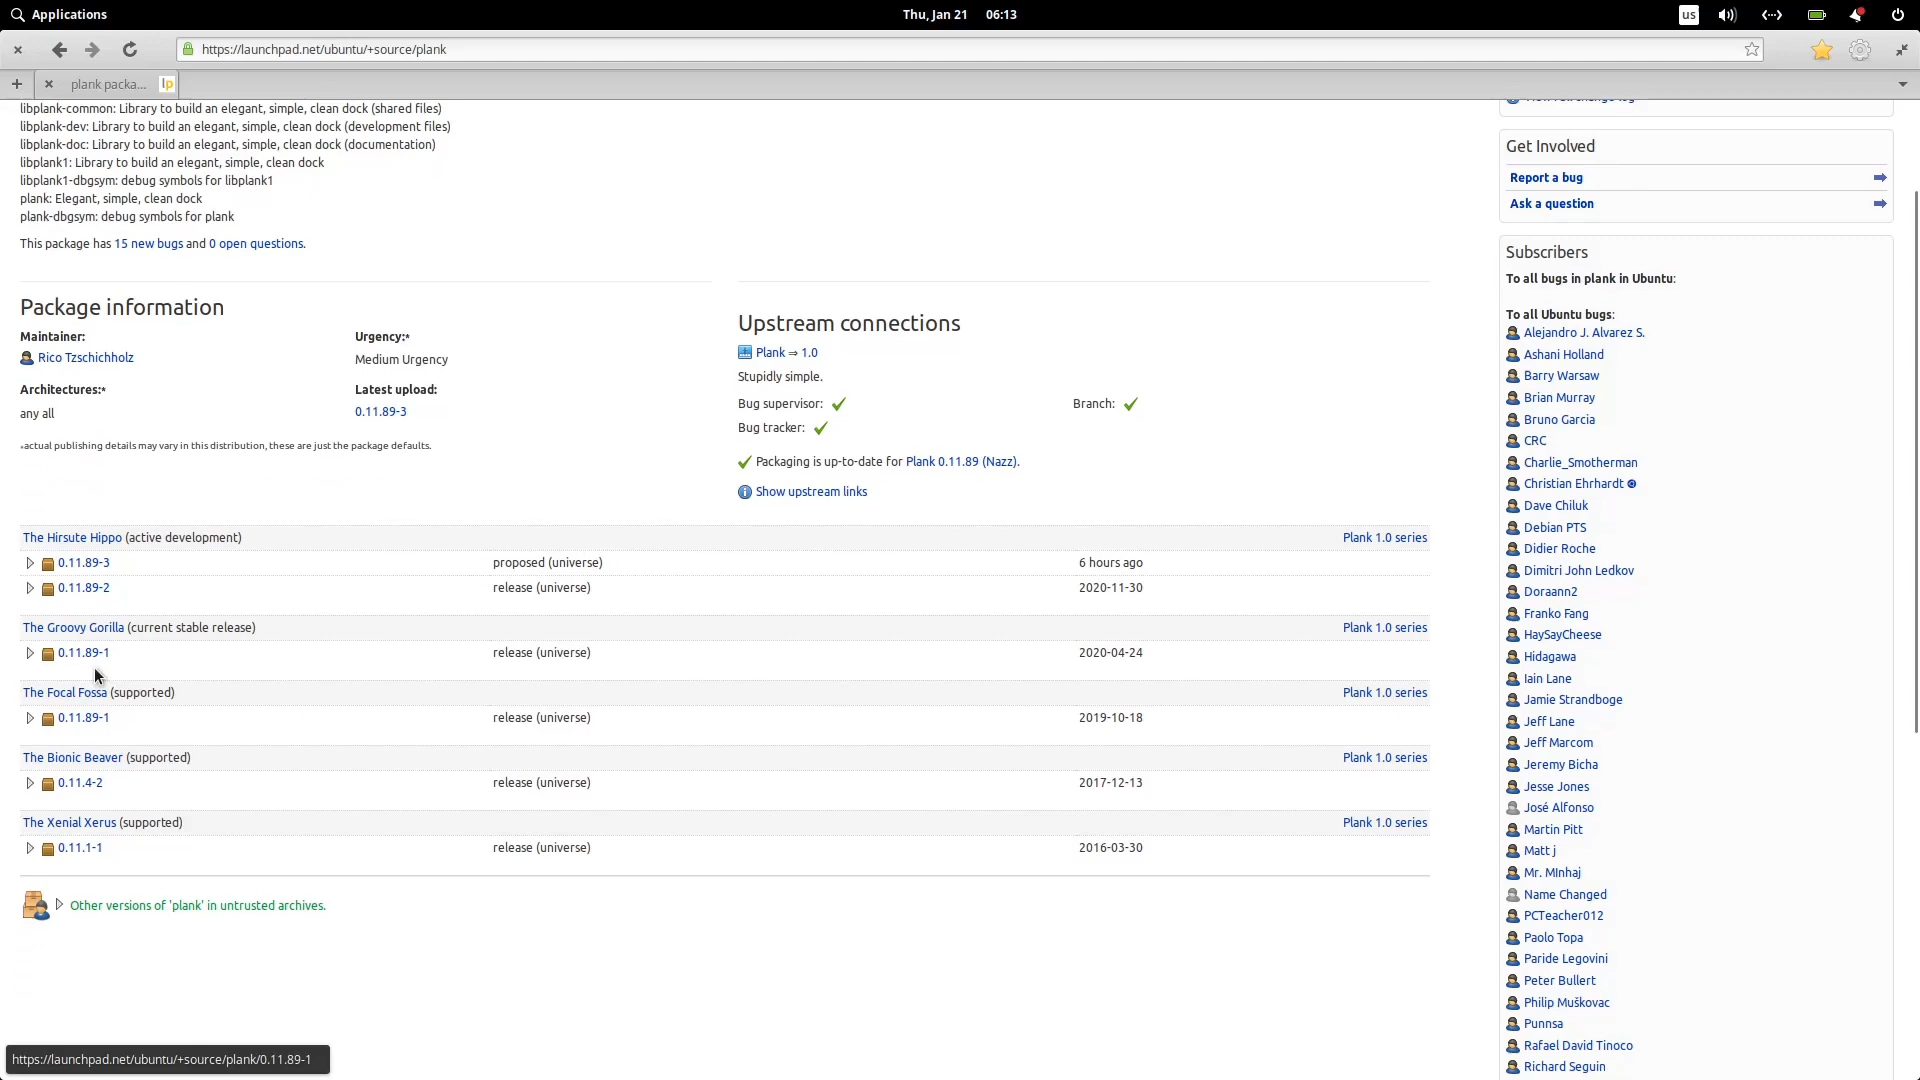 Applications
Thu, Jan 21 06:13
us
https://launchpad.net/ubuntu/+source/plank
plank packa... lp
libplank-common: Library to build an elegant, simple, clean dock (shared files)
libplank-dev: Library to build an elegant, simple, clean dock (development files)
libplank-doc: Library to build an elegant, simple, clean dock (documentation)
libplank1: Library to build an elegant, simple, clean dock
libplank1-dbgsym: debug symbols for libplank1
plank: Elegant, simple, clean dock
plank-dbgsym: debug symbols for plank
This package has 15 new bugs and 0 open questions.
Package information
Maintainer:
Rico Tzschichholz
Urgency:*
Medium Urgency
Architectures:*
any all
Latest upload:
0.11.89-3
*actual publishing details may vary in this distribution, these are just the package defaults.
Upstream connections
Plank ⇒ 1.0
Stupidly simple.
Bug supervisor:
Branch:
Bug tracker:
Packaging is up-to-date for Plank 0.11.89 (Nazz).
Show upstream links
The Hirsute Hippo (active development) Plank 1.0 series
0.11.89-3 proposed (universe) 6 hours ago
0.11.89-2 release (universe) 2020-11-30
The Groovy Gorilla (current stable release) Plank 1.0 series
0.11.89-1 release (universe) 2020-04-24
The Focal Fossa (supported) Plank 1.0 series
0.11.89-1 release (universe) 2019-10-18
The Bionic Beaver (supported) Plank 1.0 series
0.11.4-2 release (universe) 2017-12-13
The Xenial Xerus (supported) Plank 1.0 series
0.11.1-1 release (universe) 2016-03-30
Other versions of 'plank' in untrusted archives.
https://launchpad.net/ubuntu/+source/plank/0.11.89-1
Get Involved
Report a bug
Ask a question
Subscribers
To all bugs in plank in Ubuntu:
To all Ubuntu bugs:
Alejandro J. Alvarez S.
Ashani Holland
Barry Warsaw
Brian Murray
Bruno Garcia
CRC
Charlie_Smotherman
Christian Ehrhardt
Dave Chiluk
Debian PTS
Didier Roche
Dimitri John Ledkov
Doraann2
Franko Fang
HaySayCheese
Hidagawa
Iain Lane
Jamie Strandboge
Jeff Lane
Jeff Marcom
Jeremy Bicha
Jesse Jones
José Alfonso
Martin Pitt
Matt j
Mr. MInhaj
Name Changed
PCTeacher012
Paolo Topa
Paride Legovini
Peter Bullert
Philip Muškovac
Punnsa
Rafael David Tinoco
Richard Seguin